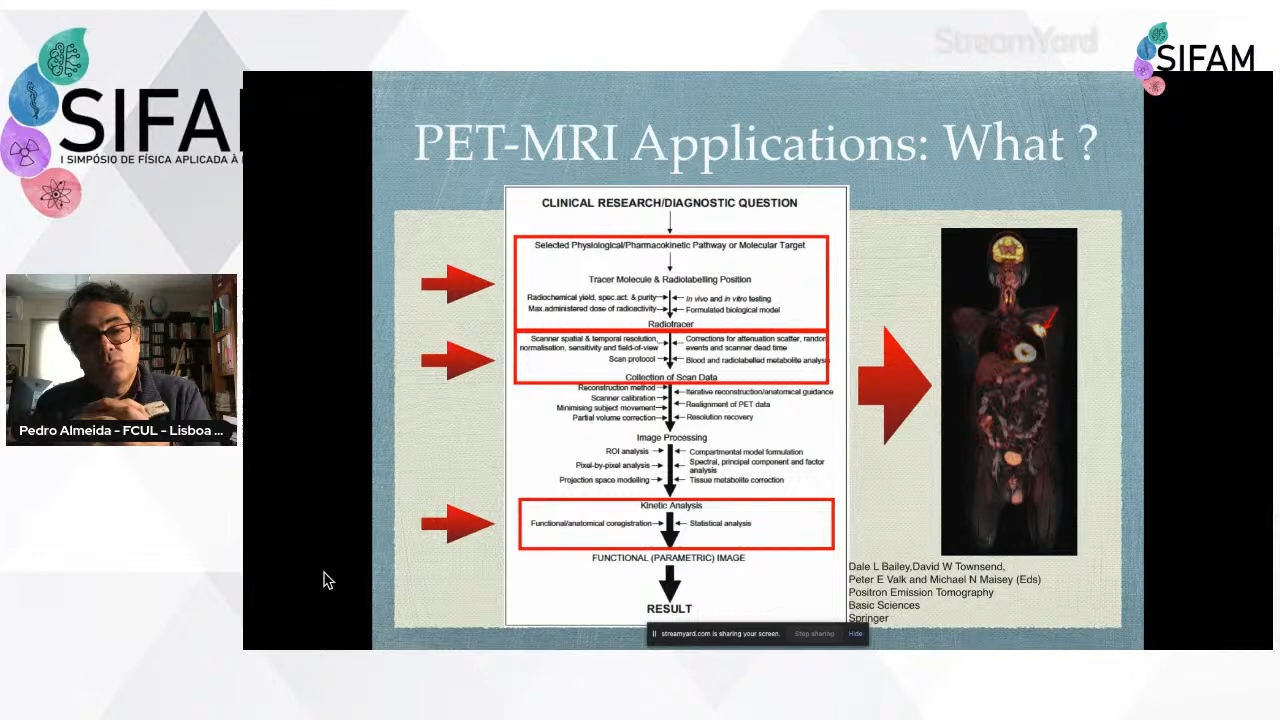 StreamYard
SIFAM
SIFA
I SIMPÓSIO DE FÍSICA APLICADA À
PET-MRI Applications: What ?
CLINICAL RESEARCH/DIAGNOSTIC QUESTION
Selected Physiological/Pharmacokinetic Pathway or Molecular Target
Tracer Molecule & Radiolabelling Position
Radiochemical yield, spec.act. & purity
In vivo and in vitro testing
Max.administered dose of radioactivity
Formulated biological model
Radiotracer
Scanner spatial & temporal resolution,
normalisation, sensitivity and field-of-view
Corrections for attenuation scatter, random
events and scanner dead time
Scan protocol
Blood and radiolabelled metabolite analysis
Collection of Scan Data
Reconstruction method
Iterative reconstruction/anatomical guidance
Scanner calibration
Realignment of PET data
Minimising subject movement
Partial volume correction
Resolution recovery
Image Processing
ROI analysis
Compartmental model formulation
Pixel-by-pixel analysis
Spectral, principal component and factor
analysis
Projection space modelling
Tissue metabolite correction
Kinetic Analysis
Functional/anatomical coregistration
Statistical analysis
FUNCTIONAL (PARAMETRIC) IMAGE
RESULT
Dale L Bailey,David W Townsend,
Peter E Valk and Michael N Maisey (Eds)
Positron Emission Tomography
Basic Sciences
Springer
Pedro Almeida – FCUL – Lisboa ...
streamyard.com is sharing your screen.
Stop sharing
Hide